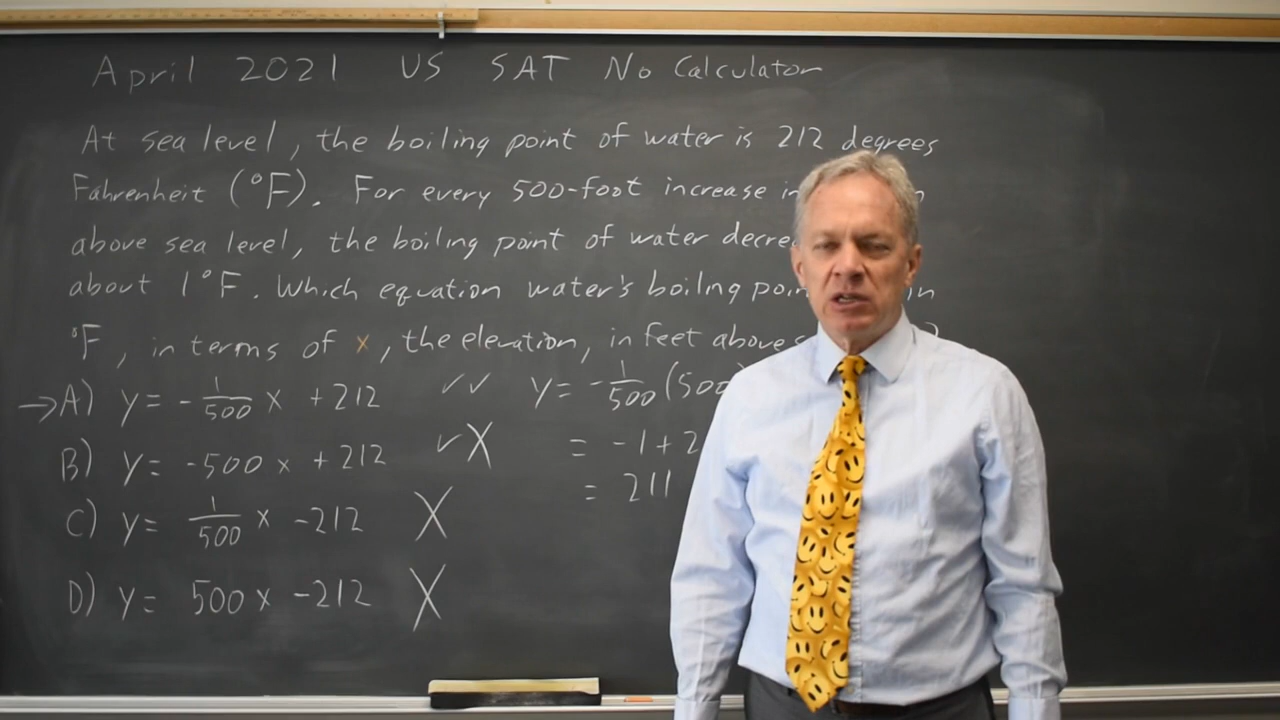 April 2021 US SAT No Calculator
At sea level, the boiling point of water is 212 degrees
Fahrenheit (°F). For every 500-foot increase in
above sea level, the boiling point of water
about 1°F. Which equation water's boiling in
°F, in terms of x, the elevation, in feet above
→A) y = -1/500 x + 212 ✓✓ y = -1/500 (500
B) y = -500x + 212 ✓X = -1 + 2
C) y = 1/500 x - 212 X = 211
D) y = 500x - 212 X